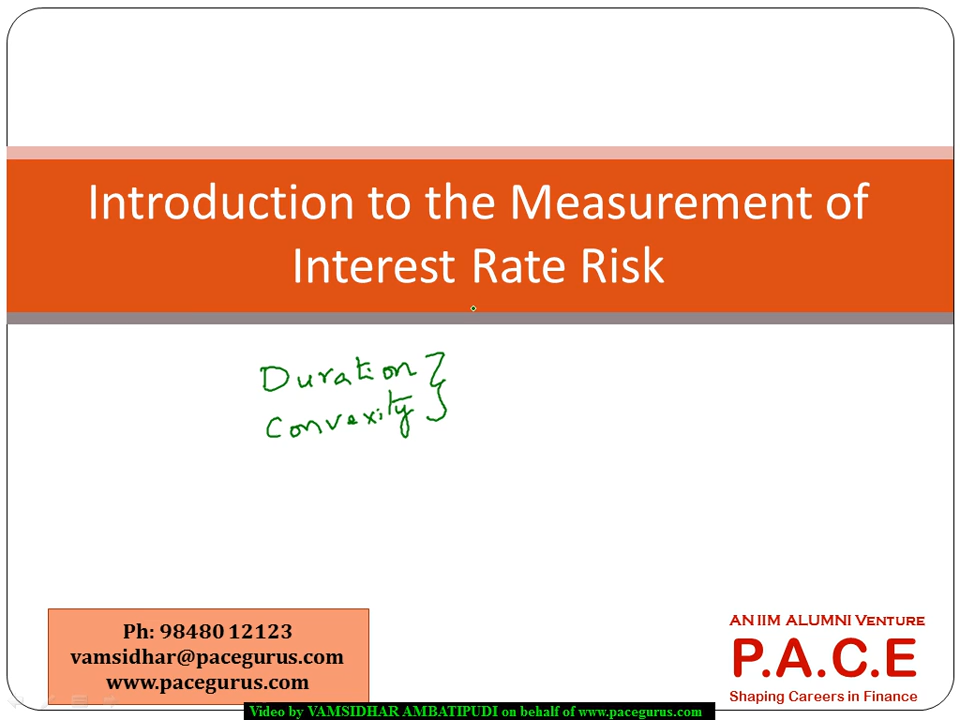 Introduction to the Measurement of
Interest Rate Risk
Duration
Convexity
Ph: 98480 12123
vamsidhar@pacegurus.com
www.pacegurus.com
AN IIM ALUMNI VENTURE
P.A.C.E
Shaping Careers in Finance
Video by VAMSIDHAR AMBATIPUDI on behalf of www.pacegurus.com